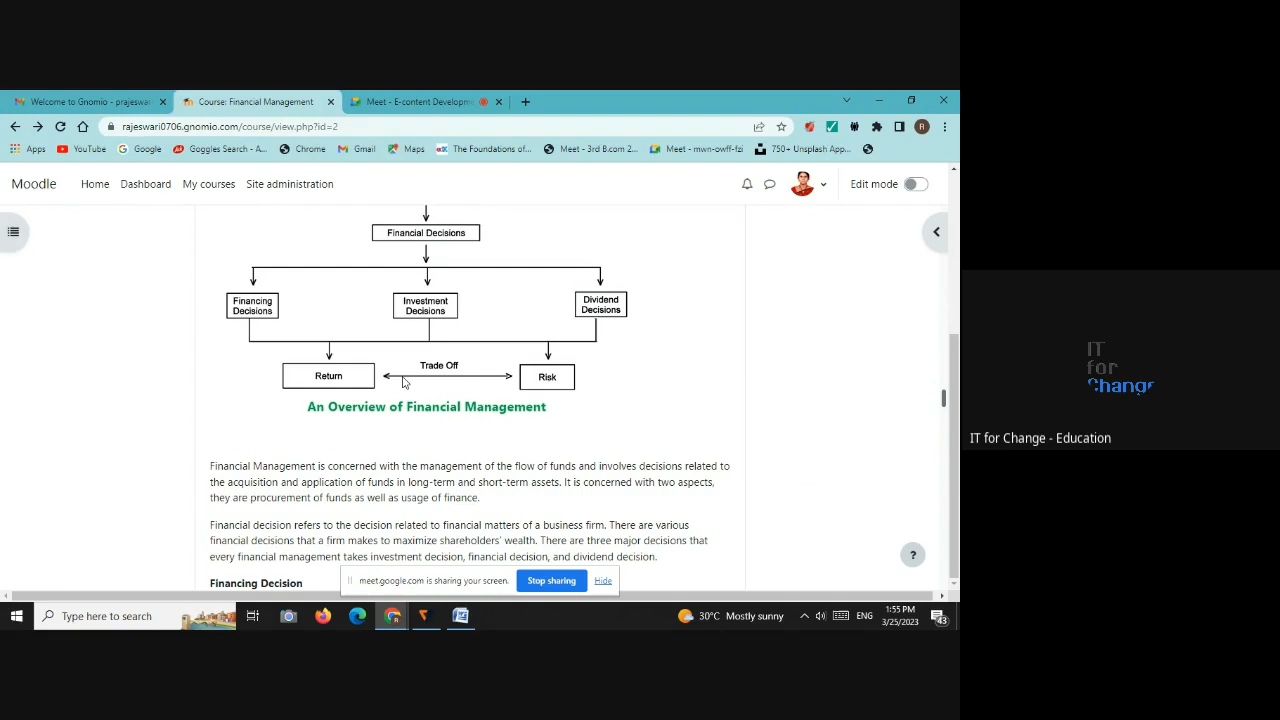 Welcome to Gnomio - prajeswar
Course: Financial Management
Meet - E-content Developm
rajeswari0706.gnomio.com/course/view.php?id=2
Apps
YouTube
Google
Goggles Search - A...
Chrome
Gmail
Maps
The Foundations of...
Meet - 3rd B.com 2...
Meet - mwn-owff-fzi
750+ Unsplash App...
Moodle
Home
Dashboard
My courses
Site administration
Edit mode
Financial Decisions
Financing
Decisions
Investment
Decisions
Dividend
Decisions
Trade Off
Return
Risk
An Overview of Financial Management
Financial Management is concerned with the management of the flow of funds and involves decisions related to
the acquisition and application of funds in long-term and short-term assets. It is concerned with two aspects,
they are procurement of funds as well as usage of finance.
Financial decision refers to the decision related to financial matters of a business firm. There are various
financial decisions that a firm makes to maximize shareholders' wealth. There are three major decisions that
every financial management takes investment decision, financial decision, and dividend decision.
Financing Decision
meet.google.com is sharing your screen.
Stop sharing
Hide
?
Type here to search
30°C Mostly sunny
ENG
1:55 PM
3/25/2023
43
IT
for
Change
IT for Change - Education